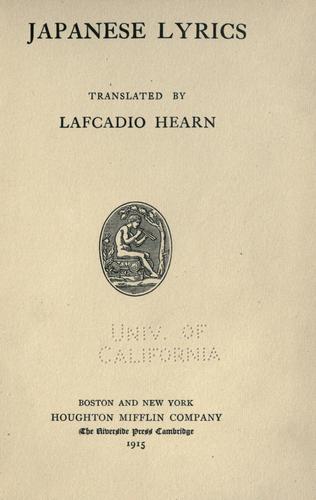 JAPANESE LYRICS
TRANSLATED BY
LAFCADIO HEARN
UNIV. OF
CALIFORNIA
BOSTON AND NEW YORK
HOUGHTON MIFFLIN COMPANY
The Riverside Press Cambridge
1915